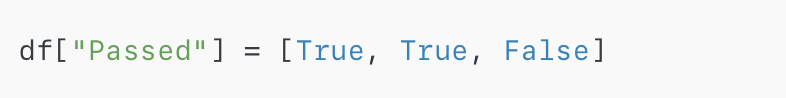 df["Passed"] = [True, True, False]